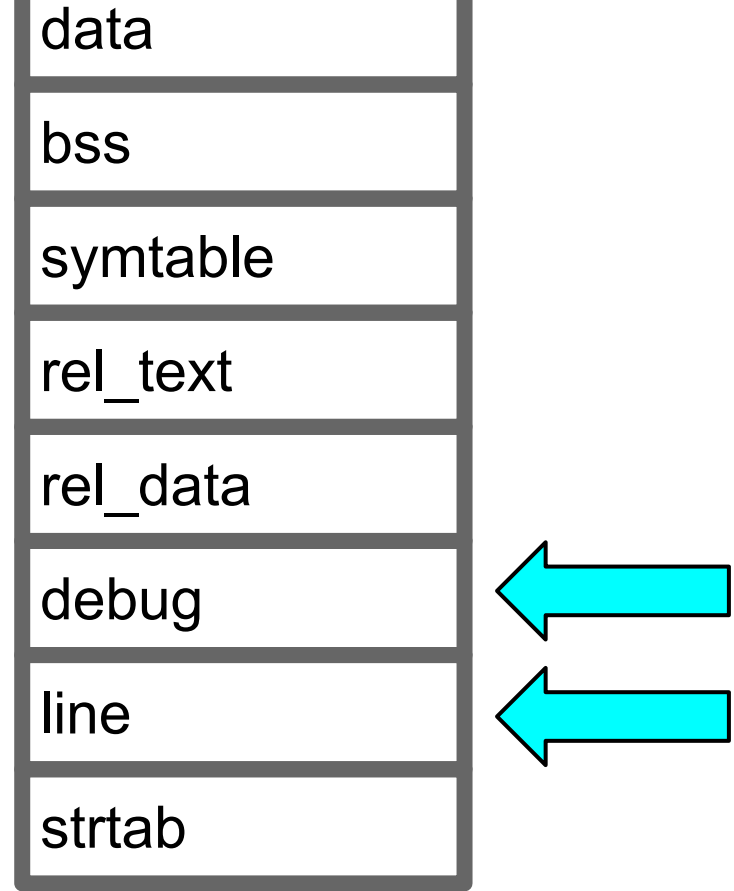 data
bss
symtable
rel_text
rel_data
debug
line
strtab